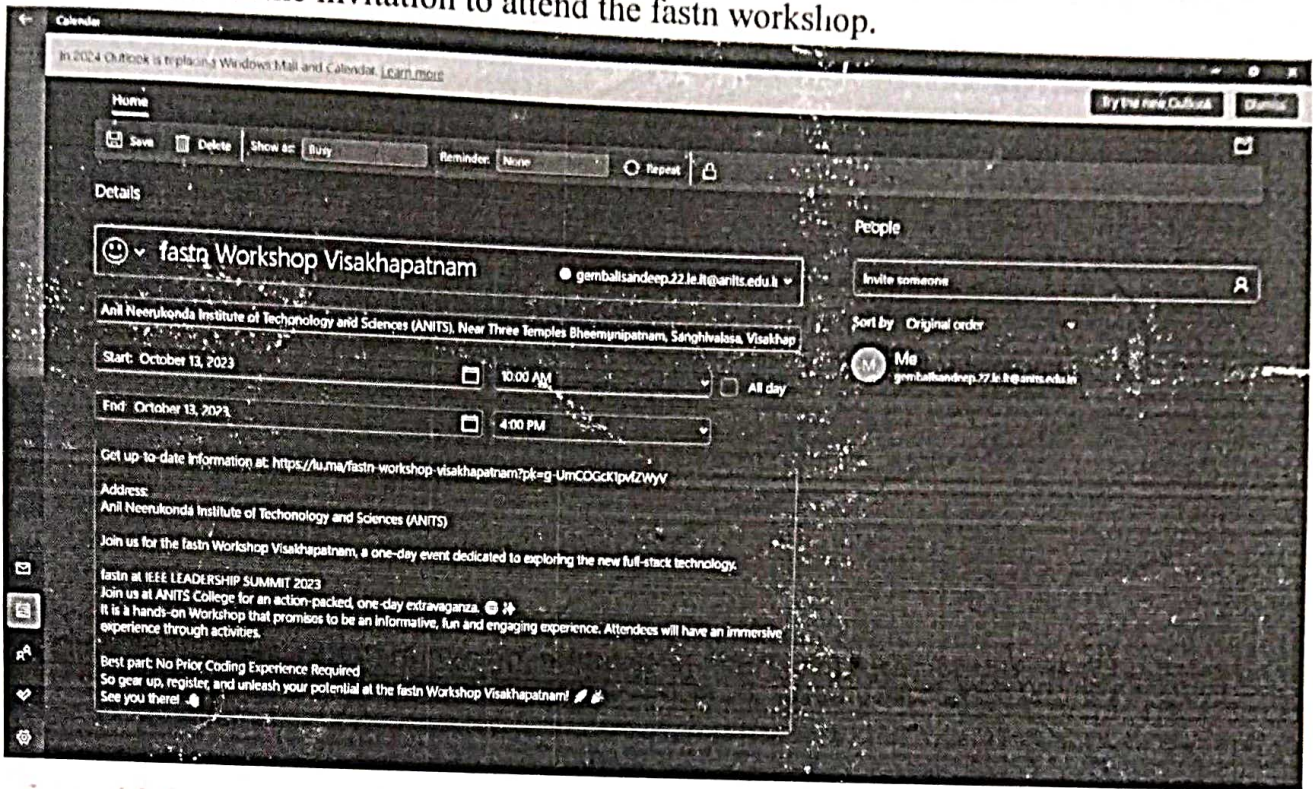 invitation to attend the fastn workshop.
Calendar
In 2024 Outlook is replacing Windows Mail and Calendar. Learn more
Try the new Outlook Dismiss
Home
Save Delete Show as: Busy Reminder: None Repeat
Details
People
fastn Workshop Visakhapatnam
Invite someone
Anil Neerukonda Institute of Techonology and Sciences (ANITS), Near Three Temples Bheemunipatnam, Sanghivalasa, Visakhap
Sort by Original order
Start: October 13, 2023 10:00 AM All day
M Me
End: October 13, 2023 4:00 PM
Get up-to-date information at:
Address:
Anil Neerukonda Institute of Techonology and Sciences (ANITS)
Join us for the fastn Workshop Visakhapatnam, a one-day event dedicated to exploring the new full-stack technology.
fastn at IEEE LEADERSHIP SUMMIT 2023
Join us at ANITS College for an action-packed, one-day extravaganza.
It is a hands-on Workshop that promises to be an informative, fun and engaging experience. Attendees will have an immersive
experience through activities.
Best part: No Prior Coding Experience Required
So gear up, register, and unleash your potential at the fastn Workshop Visakhapatnam!
See you there!